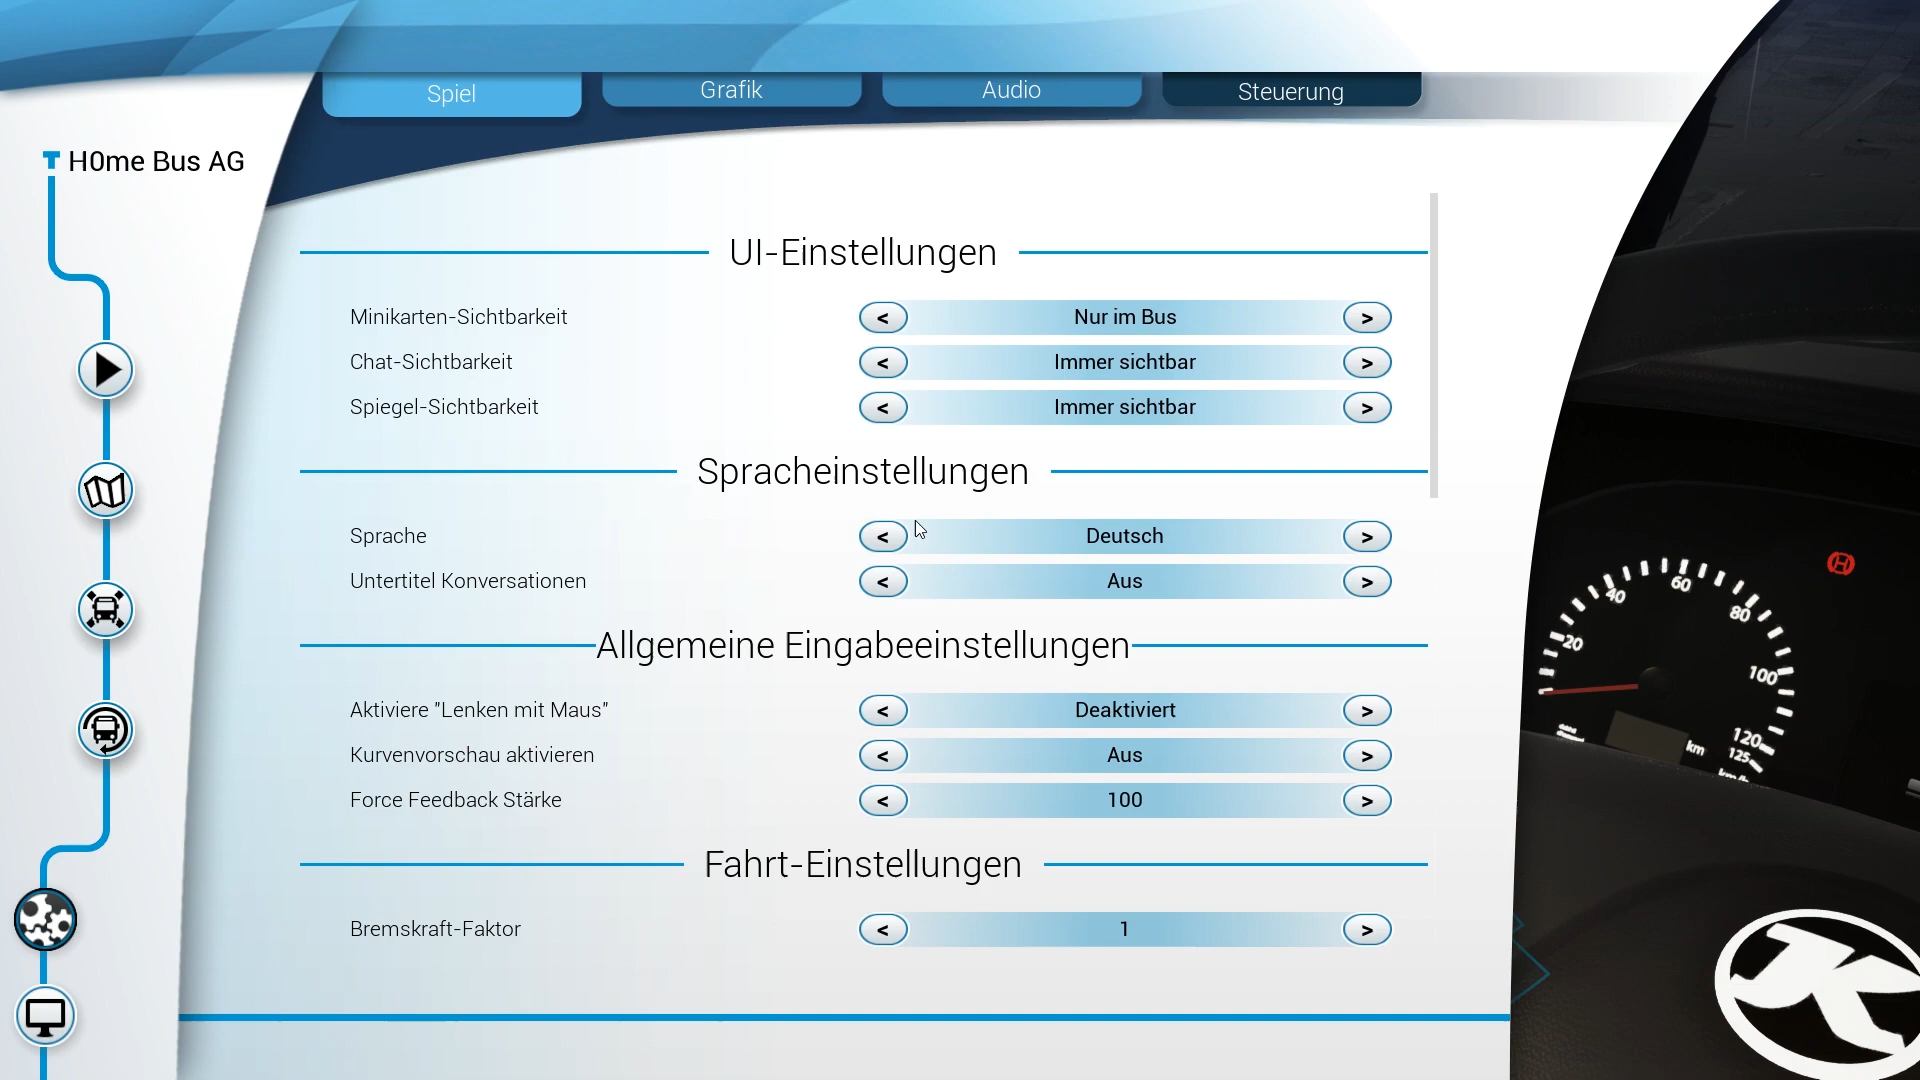 Spiel
Grafik
Audio
Steuerung
H0me Bus AG
UI-Einstellungen
Minikarten-Sichtbarkeit < Nur im Bus >
Chat-Sichtbarkeit < Immer sichtbar >
Spiegel-Sichtbarkeit < Immer sichtbar >
Spracheinstellungen
Sprache < Deutsch >
Untertitel Konversationen < Aus >
Allgemeine Eingabeeinstellungen
Aktiviere "Lenken mit Maus" < Deaktiviert >
Kurvenvorschau aktivieren < Aus >
Force Feedback Stärke < 100 >
Fahrt-Einstellungen
Bremskraft-Faktor < 1 >
20
40
60
80
100
120
125
km
km/h